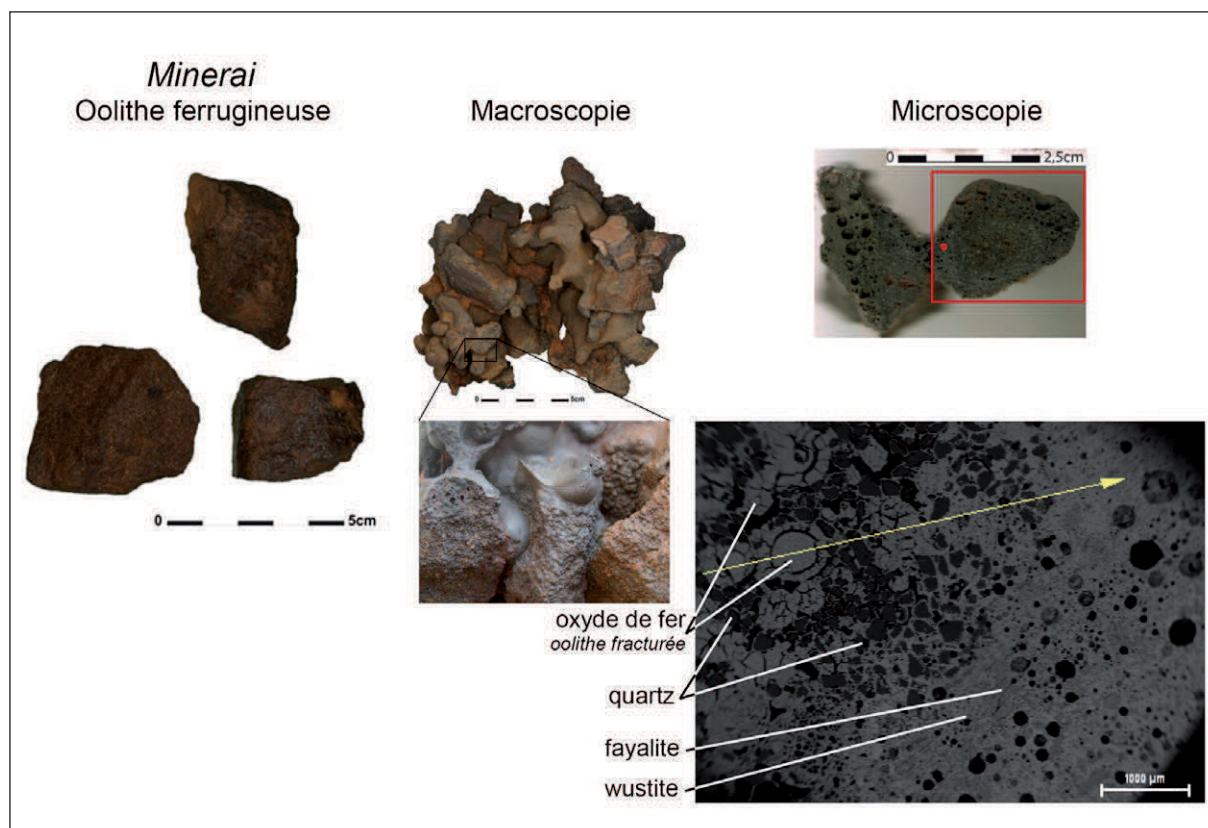 Minerai
Oolithe ferrugineuse
Macroscopie
Microscopie
0 2,5cm
0 5cm
0 5cm
oxyde de fer
oolithe fracturée
quartz
fayalite
wustite
1000 µm